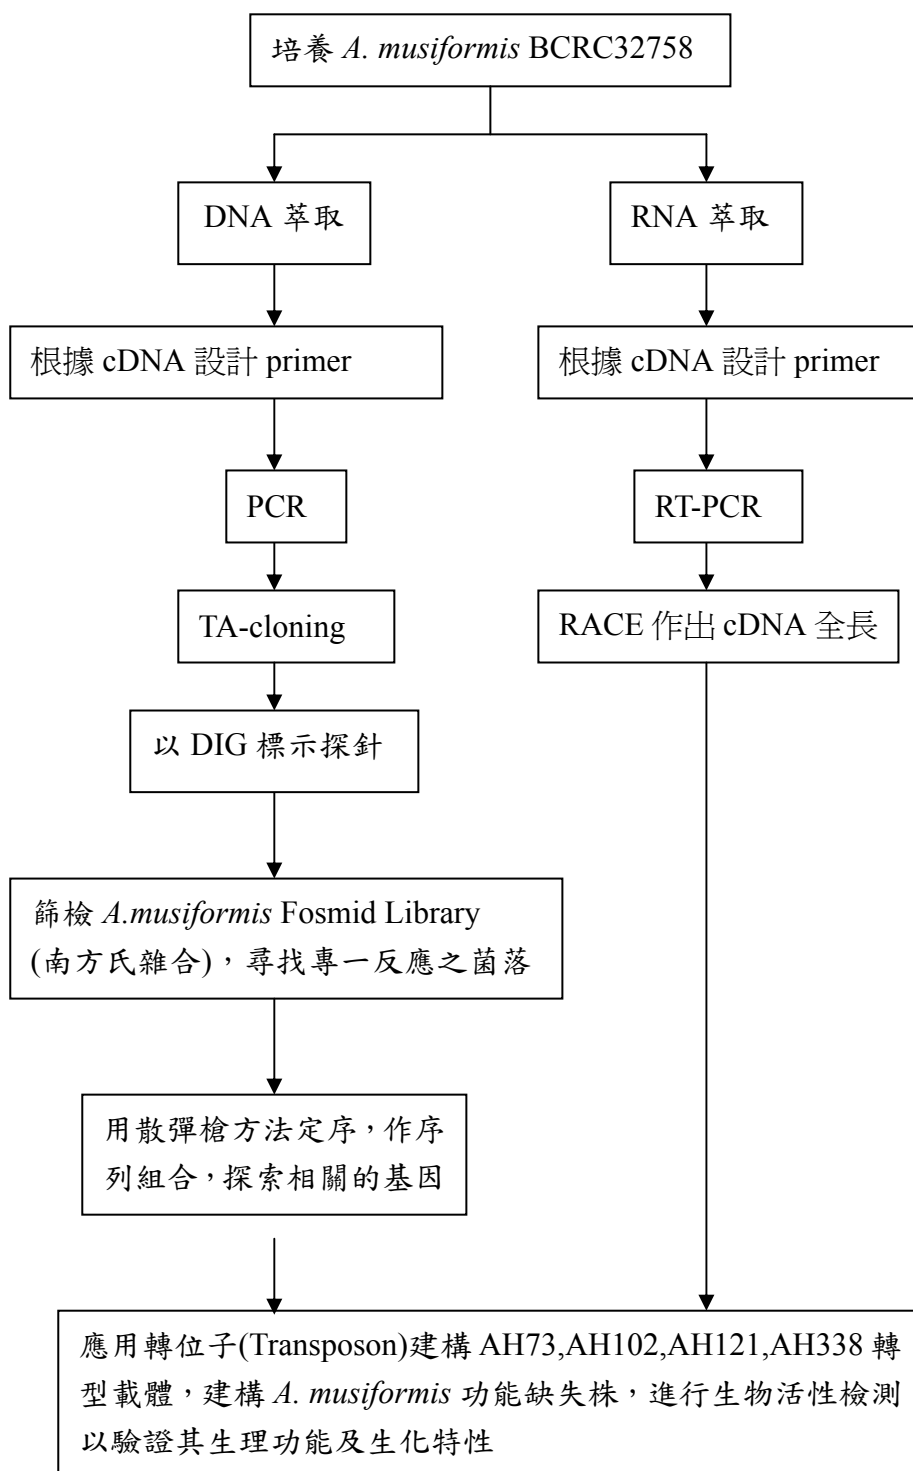 培養 A. musiformis BCRC32758
DNA 萃取
RNA 萃取
根據 cDNA 設計 primer
根據 cDNA 設計 primer
PCR
RT-PCR
TA-cloning
RACE 作出 cDNA 全長
以 DIG 標示探針
篩檢 A.musiformis Fosmid Library
(南方氏雜合)，尋找專一反應之菌落
用散彈槍方法定序，作序
列組合，探索相關的基因
應用轉位子(Transposon)建構 AH73,AH102,AH121,AH338 轉
型載體，建構 A. musiformis 功能缺失株，進行生物活性檢測
以驗證其生理功能及生化特性